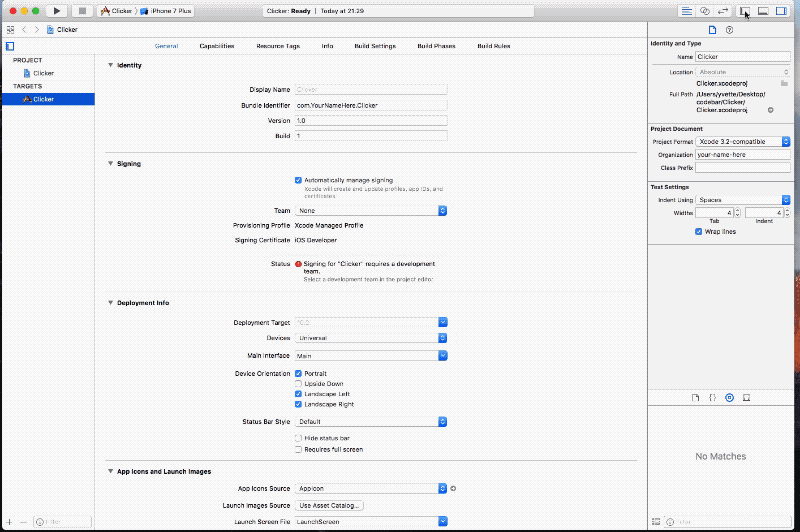 Clicker
iPhone 7 Plus
Clicker: Ready | Today at 21.29
Clicker
General
Capabilities
Resource Tags
Info
Build Settings
Build Phases
Build Rules
PROJECT
Clicker
TARGETS
Clicker
Identity
Display Name
Clicker
Bundle Identifier
com.YourNameHere.Clicker
Version
1.0
Build
1
Signing
Automatically manage signing
Xcode will create and update profiles, app IDs, and
certificates.
Team
None
Provisioning Profile
Xcode Managed Profile
Signing Certificate
iOS Developer
Status
Signing for "Clicker" requires a development
team.
Select a development team in the project editor.
Deployment Info
Deployment Target
10.2
Devices
Universal
Main Interface
Main
Device Orientation
Portrait
Upside Down
Landscape Left
Landscape Right
Status Bar Style
Default
Hide status bar
Requires full screen
App Icons and Launch Images
App Icons Source
AppIcon
Launch Images Source
Use Asset Catalog...
Launch Screen File
LaunchScreen
Filter
Identity and Type
Name
Clicker
Location
Absolute
Clicker.xcodeproj
Full Path
/Users/yvette/Desktop/
codebar/Clicker/
Clicker.xcodeproj
Project Document
Project Format
Xcode 3.2-compatible
Organization
your-name-here
Class Prefix
Text Settings
Indent Using
Spaces
Widths
4
4
Tab
Indent
Wrap lines
{}
No Matches